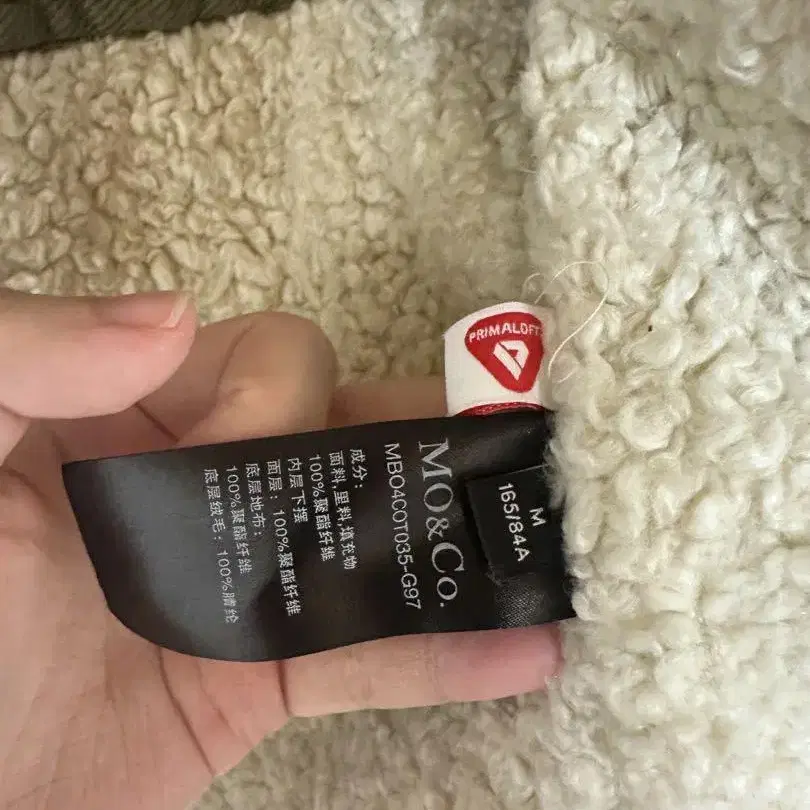 PRIMALOFT
M
165/84A
MO&Co.
MBO4COT035-G97
成分：
面料,里料,填充物
100%聚酯纤维
内层下摆
面层：100%聚酯纤维
底层地布：
100%聚酯纤维
底层绒毛：100%腈纶